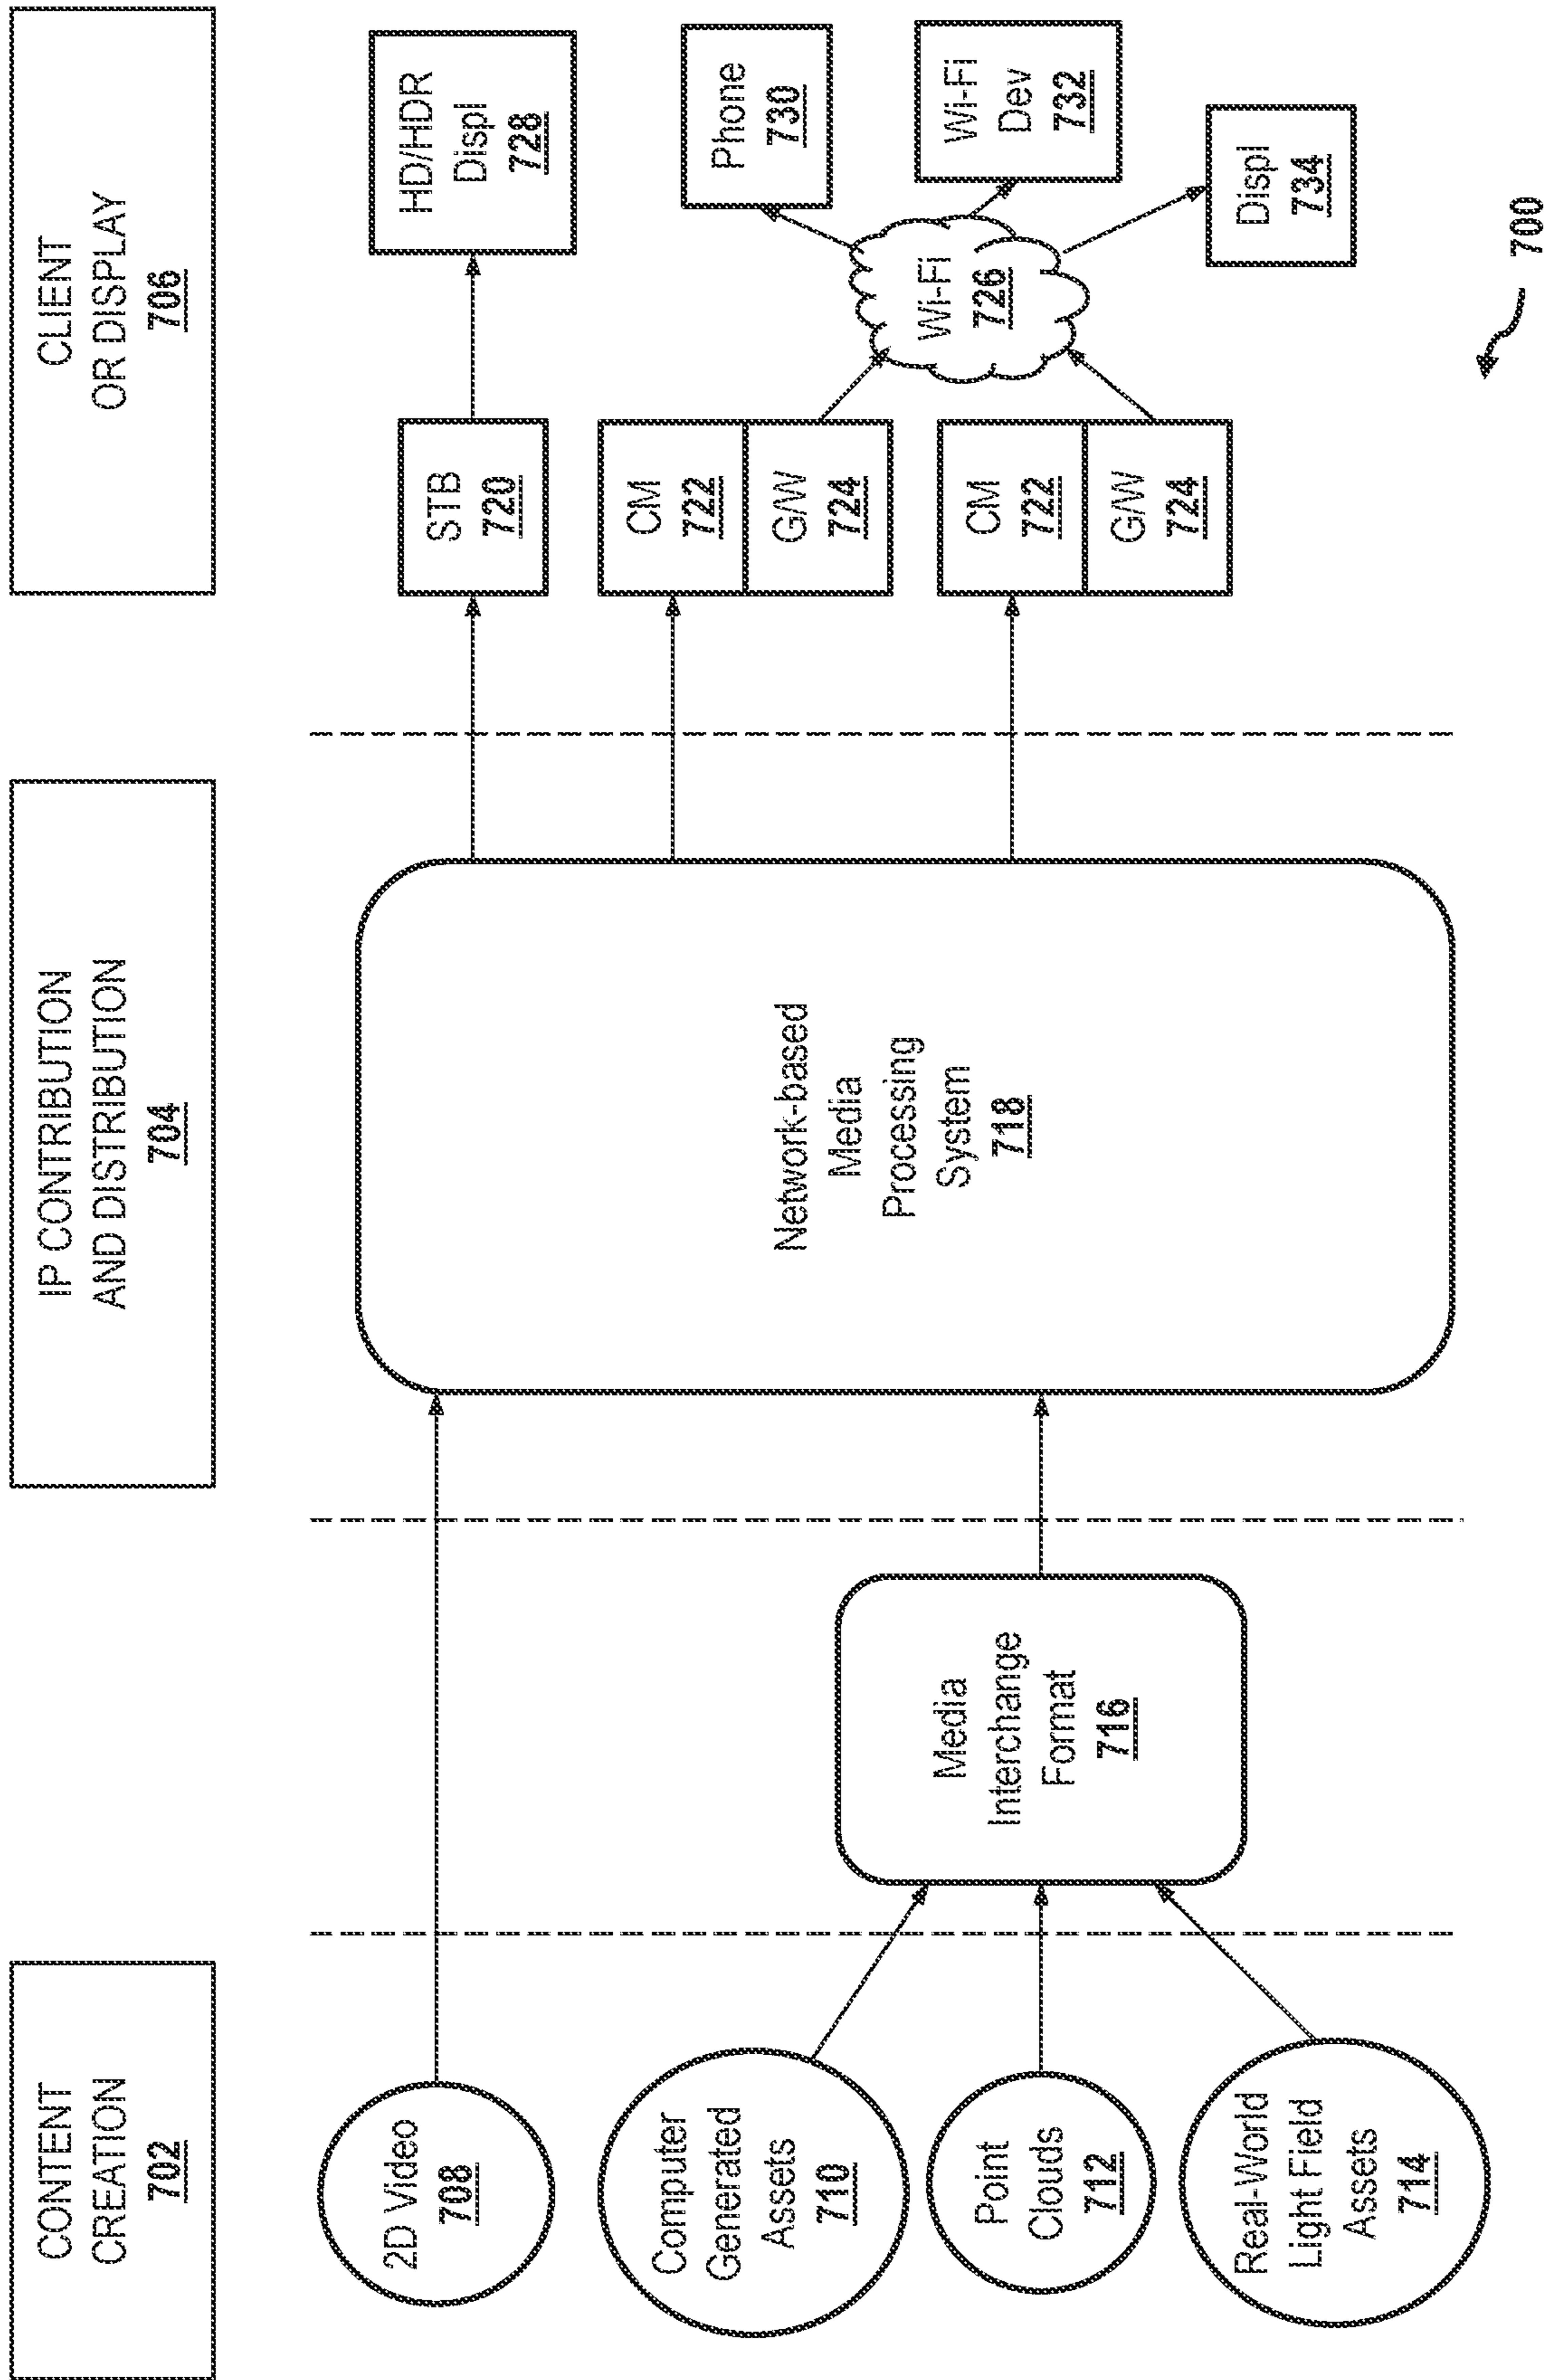 CONTENT
CREATION
702
IP CONTRIBUTION
AND DISTRIBUTION
704
CLIENT
OR DISPLAY
706
2D Video
708
Computer
Generated
Assets
710
Point
Clouds
712
Real-World
Light Field
Assets
714
Media
Interchange
Format
716
Network-based
Media
Processing
System
718
STB
720
CM
722
G/W
724
CM
722
G/W
724
HD/HDR
Displ
728
Wi-Fi
726
Phone
730
Wi-Fi
Dev
732
Displ
734
700